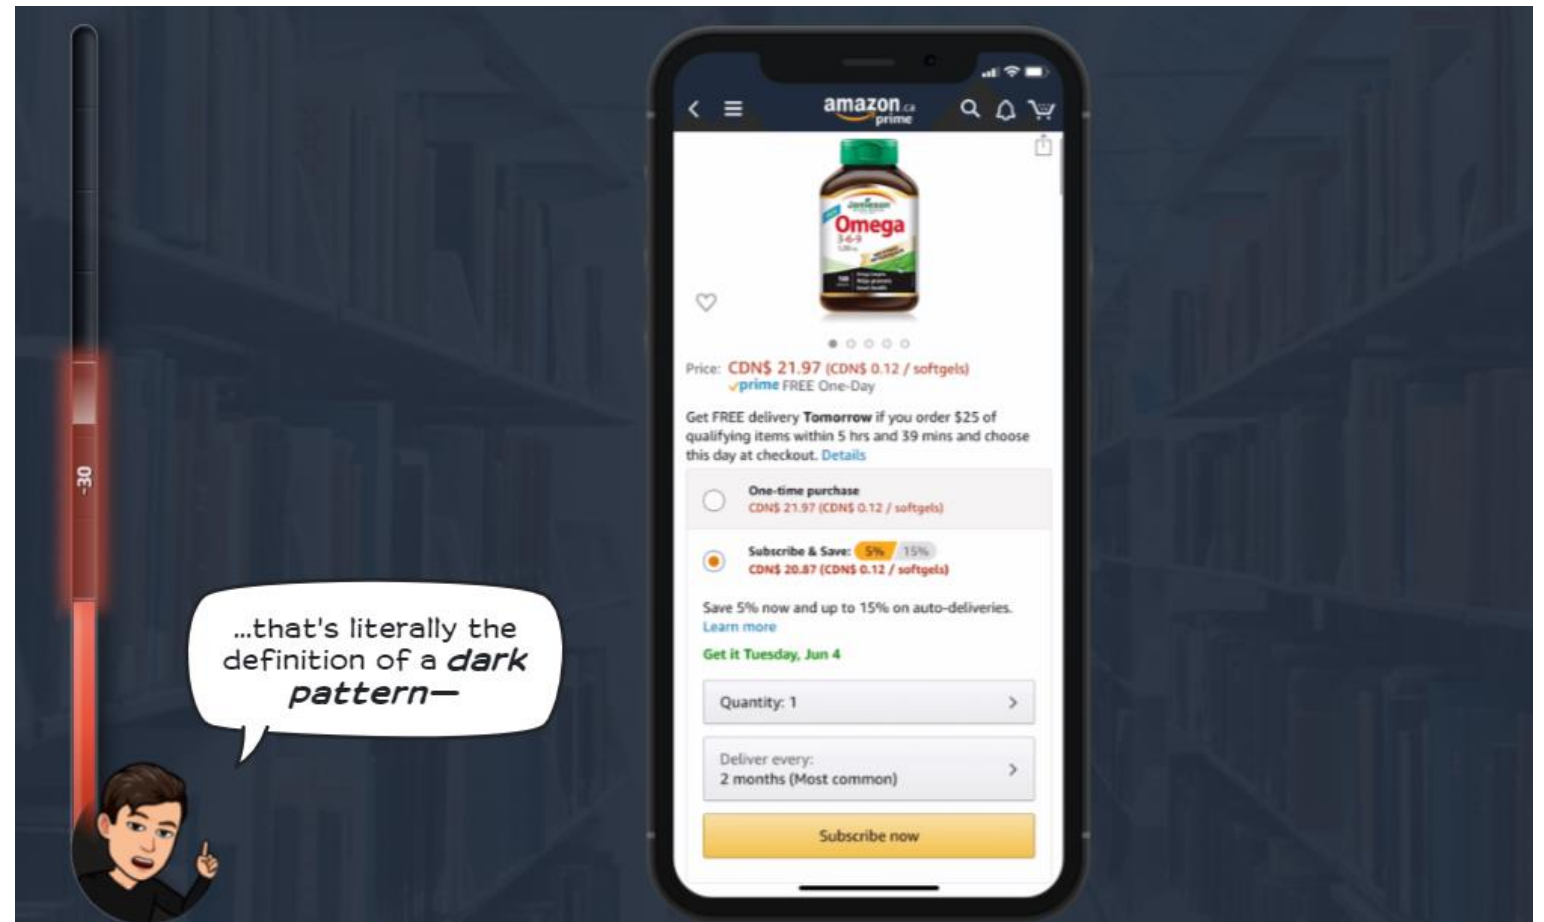 amazon.ca
prime
Jamieson
Omega
3-6-9
Price: CDN$ 21.97 (CDN$ 0.12 / softgels)
prime FREE One-Day
Get FREE delivery Tomorrow if you order $25 of
qualifying items within 5 hrs and 39 mins and choose
this day at checkout. Details
One-time purchase
CDN$ 21.97 (CDN$ 0.12 / softgels)
Subscribe & Save: 5% 15%
CDN$ 20.87 (CDN$ 0.12 / softgels)
Save 5% now and up to 15% on auto-deliveries.
Learn more
Get it Tuesday, Jun 4
Quantity: 1
Deliver every:
2 months (Most common)
Subscribe now
-30
...that's literally the
definition of a dark
pattern—